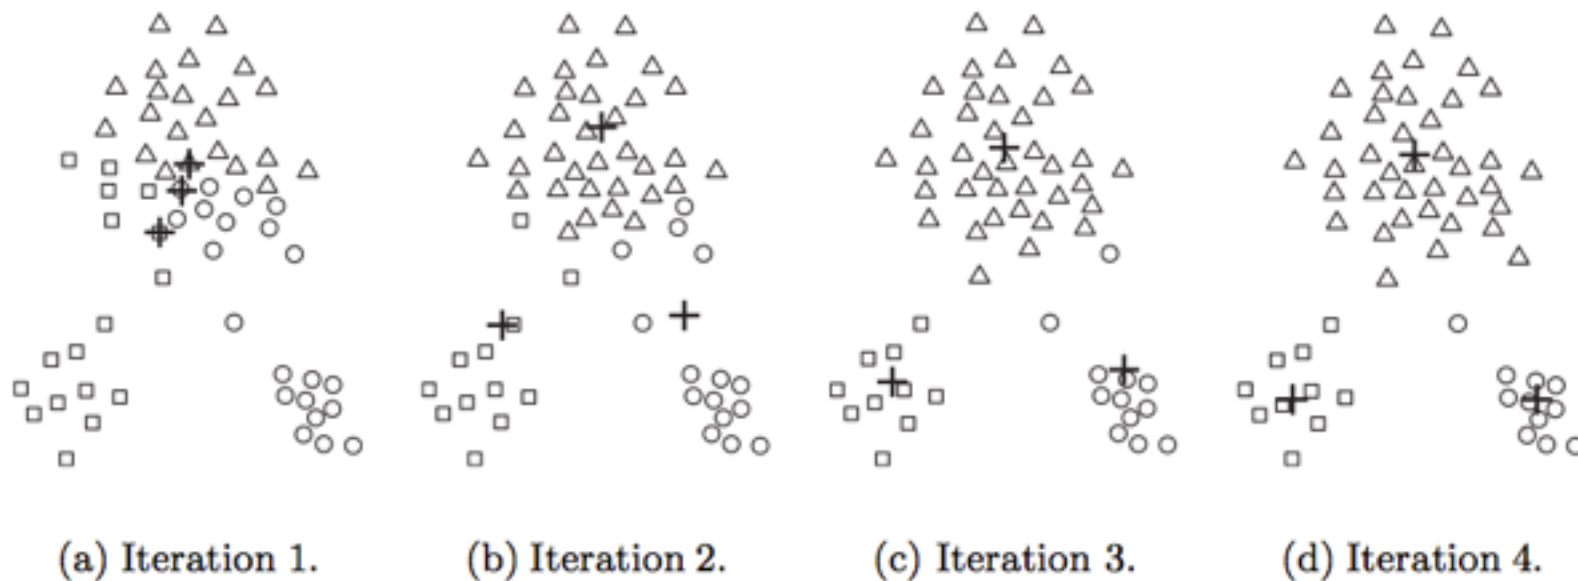 (a) Iteration 1.
(b) Iteration 2.
(c) Iteration 3.
(d) Iteration 4.